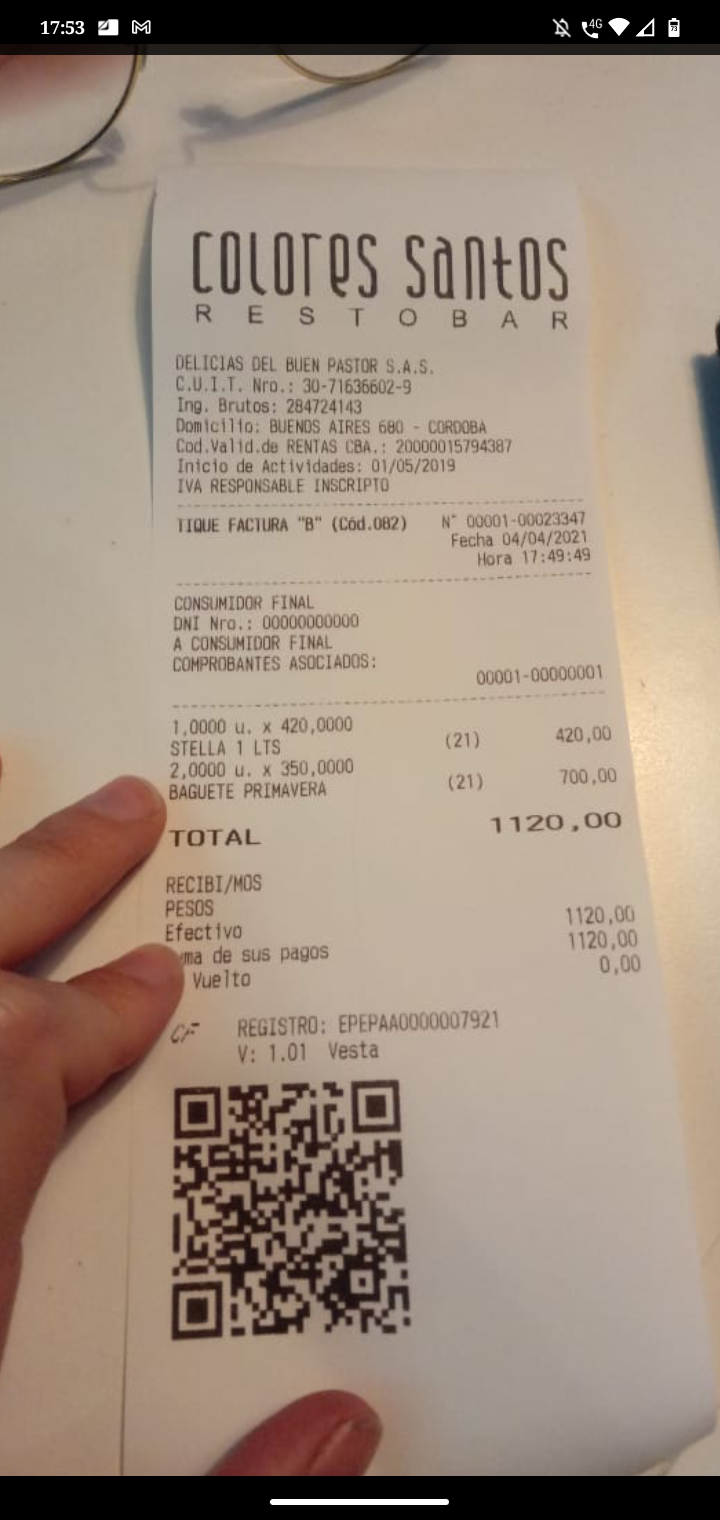 17:53
4G
73
COLORES SANTOS
RESTOBAR
DELICIAS DEL BUEN PASTOR S.A.S.
C.U.I.T. Nro.: 30-71636602-9
Ing. Brutos: 284724143
Domicilio: BUENOS AIRES 680 - CORDOBA
Cod.Valid.de RENTAS CBA.: 20000015794387
Inicio de Actividades: 01/05/2019
IVA RESPONSABLE INSCRIPTO
TIQUE FACTURA "B" (Cód.082) N° 00001-00023347
Fecha 04/04/2021
Hora 17:49:49
CONSUMIDOR FINAL
DNI Nro.: 00000000000
A CONSUMIDOR FINAL
COMPROBANTES ASOCIADOS:
00001-00000001
1,0000 u. x 420,0000
STELLA 1 LTS (21) 420,00
2,0000 u. x 350,0000
BAGUETE PRIMAVERA (21) 700,00
TOTAL 1120,00
RECIBI/MOS
PESOS
Efectivo 1120,00
ma de sus pagos 1120,00
Vuelto 0,00
CF REGISTRO: EPEPAA0000007921
V: 1.01 Vesta